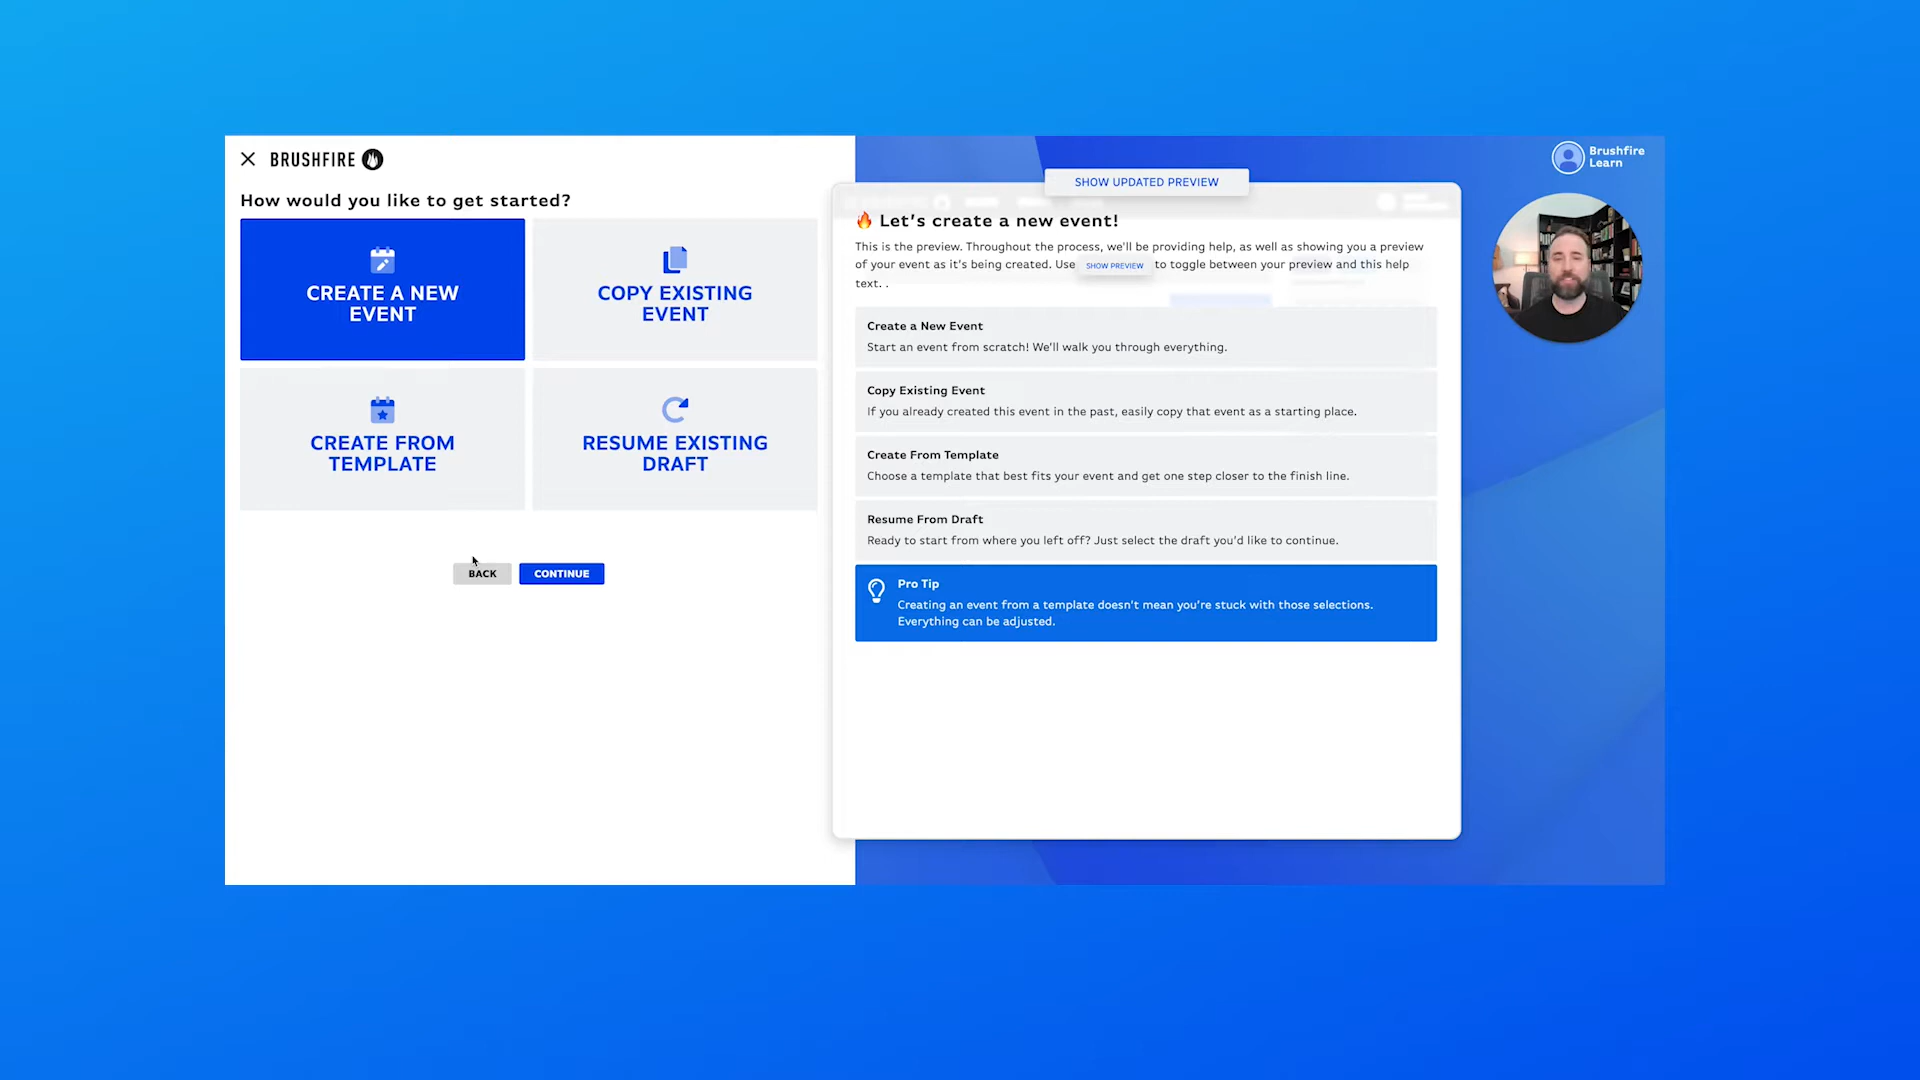 BRUSHFIRE
How would you like to get started?
CREATE A NEW
EVENT
COPY EXISTING
EVENT
CREATE FROM
TEMPLATE
RESUME EXISTING
DRAFT
BACK
CONTINUE
SHOW UPDATED PREVIEW
Let's create a new event!
This is the preview. Throughout the process, we'll be providing help, as well as showing you a preview
of your event as it's being created. Use SHOW PREVIEW to toggle between your preview and this help
text. .
Create a New Event
Start an event from scratch! We'll walk you through everything.
Copy Existing Event
If you already created this event in the past, easily copy that event as a starting place.
Create From Template
Choose a template that best fits your event and get one step closer to the finish line.
Resume From Draft
Ready to start from where you left off? Just select the draft you'd like to continue.
Pro Tip
Creating an event from a template doesn't mean you're stuck with those selections.
Everything can be adjusted.
Brushfire
Learn